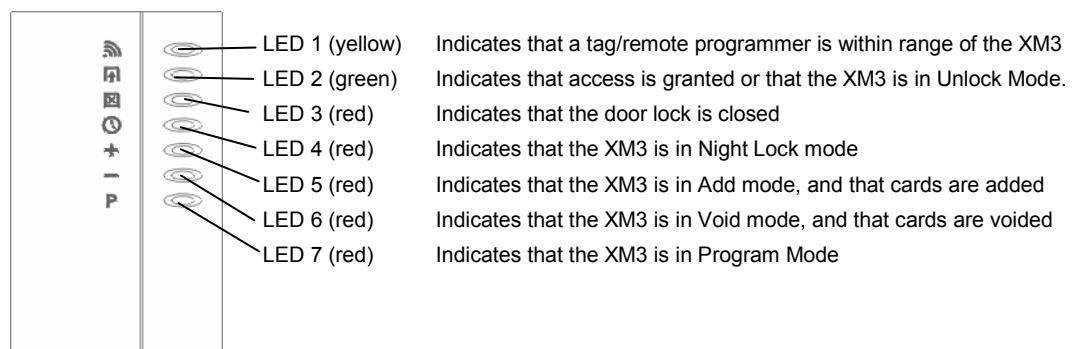 LED 1 (yellow) Indicates that a tag/remote programmer is within range of the XM3
LED 2 (green) Indicates that access is granted or that the XM3 is in Unlock Mode.
LED 3 (red) Indicates that the door lock is closed
LED 4 (red) Indicates that the XM3 is in Night Lock mode
LED 5 (red) Indicates that the XM3 is in Add mode, and that cards are added
LED 6 (red) Indicates that the XM3 is in Void mode, and that cards are voided
P LED 7 (red) Indicates that the XM3 is in Program Mode